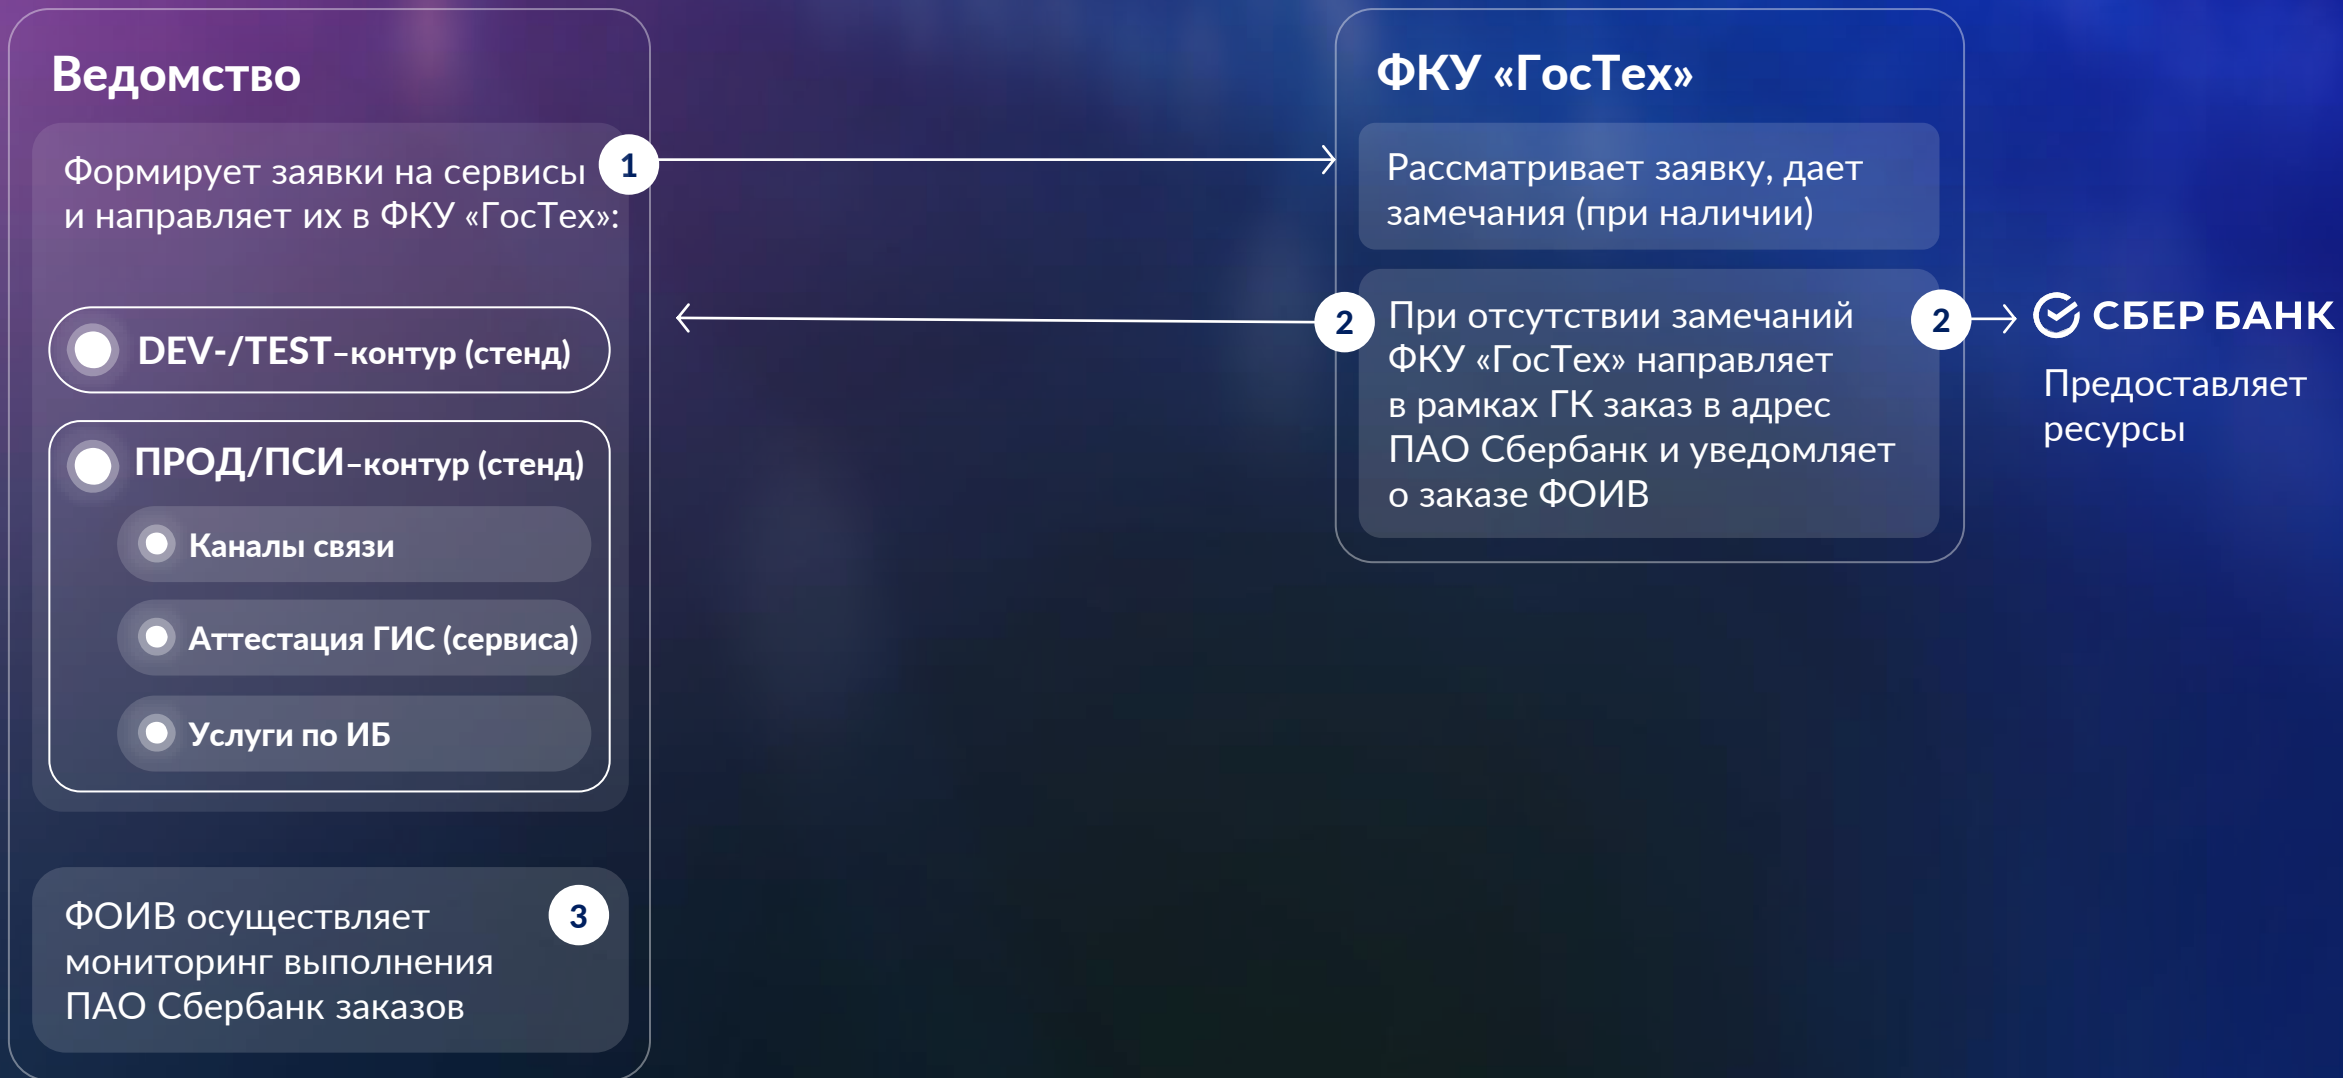 Ведомство
Формирует заявки на сервисы
и направляет их в ФКУ «ГосТех»:
1
DEV-/TEST–контур (стенд)
ПРОД/ПСИ–контур (стенд)
Каналы связи
Аттестация ГИС (сервиса)
Услуги по ИБ
ФОИВ осуществляет
мониторинг выполнения
ПАО Сбербанк заказов
3
ФКУ «ГосТех»
Рассматривает заявку, дает
замечания (при наличии)
2
При отсутствии замечаний
ФКУ «ГосТех» направляет
в рамках ГК заказ в адрес
ПАО Сбербанк и уведомляет
о заказе ФОИВ
2
СБЕР БАНК
Предоставляет
ресурсы